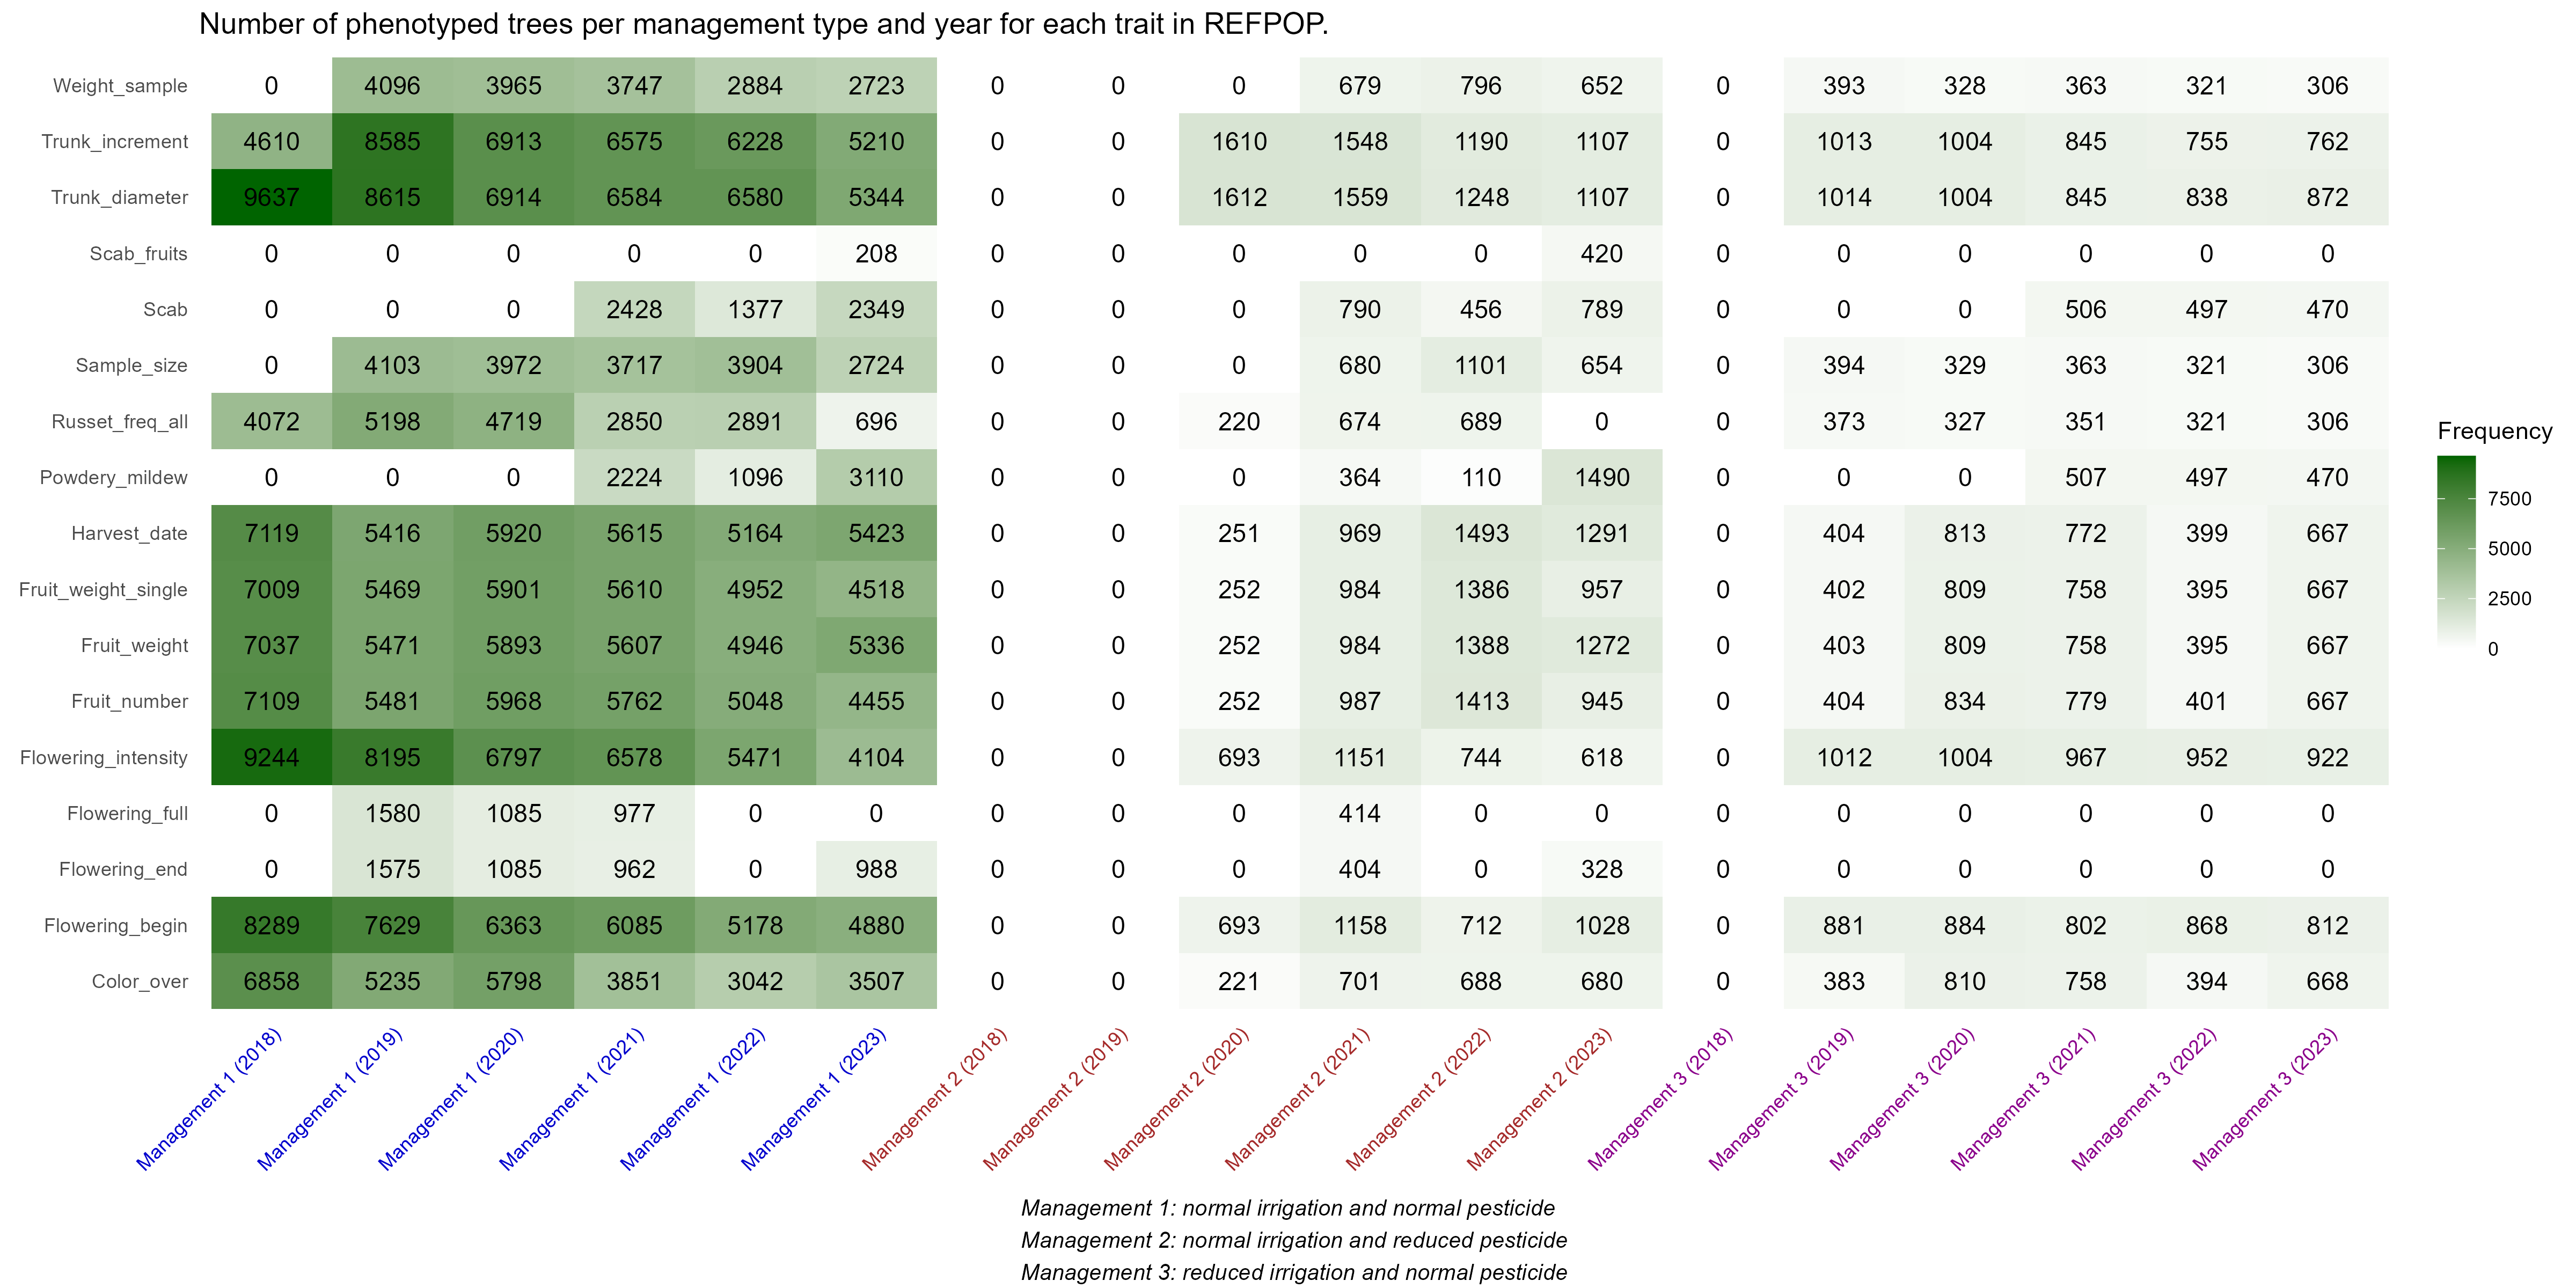 Number of phenotyped trees per management type and year for each trait in REFPOP.
Weight_sample 0 4096 3965 3747 2884 2723 0 0 0 679 796 652 0 393 328 363 321 306
Trunk_increment 4610 8585 6913 6575 6228 5210 0 0 1610 1548 1190 1107 0 1013 1004 845 755 762
Trunk_diameter 9637 8615 6914 6584 6580 5344 0 0 1612 1559 1248 1107 0 1014 1004 845 838 872
Scab_fruits 0 0 0 0 0 208 0 0 0 0 0 420 0 0 0 0 0 0
Scab 0 0 0 2428 1377 2349 0 0 0 790 456 789 0 0 0 506 497 470
Sample_size 0 4103 3972 3717 3904 2724 0 0 0 680 1101 654 0 394 329 363 321 306
Russet_freq_all 4072 5198 4719 2850 2891 696 0 0 220 674 689 0 0 373 327 351 321 306
Powdery_mildew 0 0 0 2224 1096 3110 0 0 0 364 110 1490 0 0 0 507 497 470
Harvest_date 7119 5416 5920 5615 5164 5423 0 0 251 969 1493 1291 0 404 813 772 399 667
Fruit_weight_single 7009 5469 5901 5610 4952 4518 0 0 252 984 1386 957 0 402 809 758 395 667
Fruit_weight 7037 5471 5893 5607 4946 5336 0 0 252 984 1388 1272 0 403 809 758 395 667
Fruit_number 7109 5481 5968 5762 5048 4455 0 0 252 987 1413 945 0 404 834 779 401 667
Flowering_intensity 9244 8195 6797 6578 5471 4104 0 0 693 1151 744 618 0 1012 1004 967 952 922
Flowering_full 0 1580 1085 977 0 0 0 0 0 414 0 0 0 0 0 0 0 0
Flowering_end 0 1575 1085 962 0 988 0 0 0 404 0 328 0 0 0 0 0 0
Flowering_begin 8289 7629 6363 6085 5178 4880 0 0 693 1158 712 1028 0 881 884 802 868 812
Color_over 6858 5235 5798 3851 3042 3507 0 0 221 701 688 680 0 383 810 758 394 668
Management 1 (2018)
Management 1 (2019)
Management 1 (2020)
Management 1 (2021)
Management 1 (2022)
Management 1 (2023)
Management 2 (2018)
Management 2 (2019)
Management 2 (2020)
Management 2 (2021)
Management 2 (2022)
Management 2 (2023)
Management 3 (2018)
Management 3 (2019)
Management 3 (2020)
Management 3 (2021)
Management 3 (2022)
Management 3 (2023)
Frequency
7500
5000
2500
0
Management 1: normal irrigation and normal pesticide
Management 2: normal irrigation and reduced pesticide
Management 3: reduced irrigation and normal pesticide